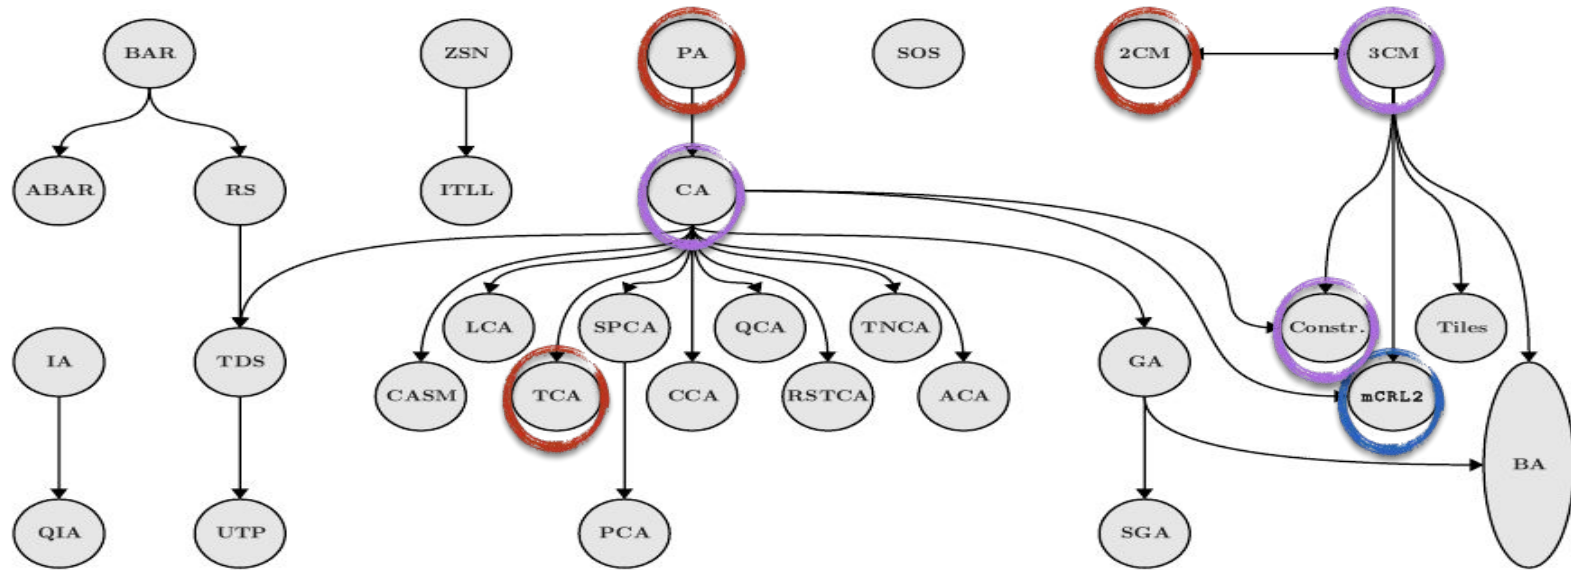 BAR
ZSN
PA
SOS
2CM
3CM
ABAR
RS
ITLL
CA
LCA
SPCA
QCA
TNCA
Constr.
Tiles
IA
TDS
GA
CASM
TCA
CCA
RSTCA
ACA
mCRL2
BA
QIA
UTP
PCA
SGA